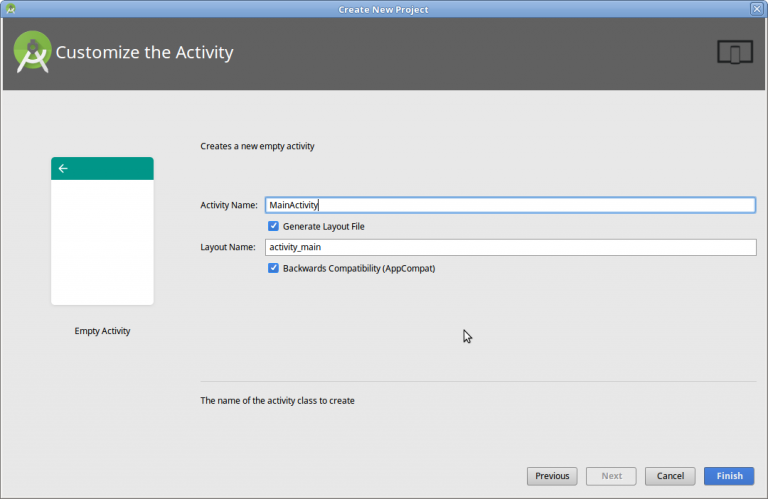 Create New Project
Customize the Activity
Creates a new empty activity
Activity Name: MainActivity
Generate Layout File
Layout Name: activity_main
Backwards Compatibility (AppCompat)
Empty Activity
The name of the activity class to create
Previous Next Cancel Finish